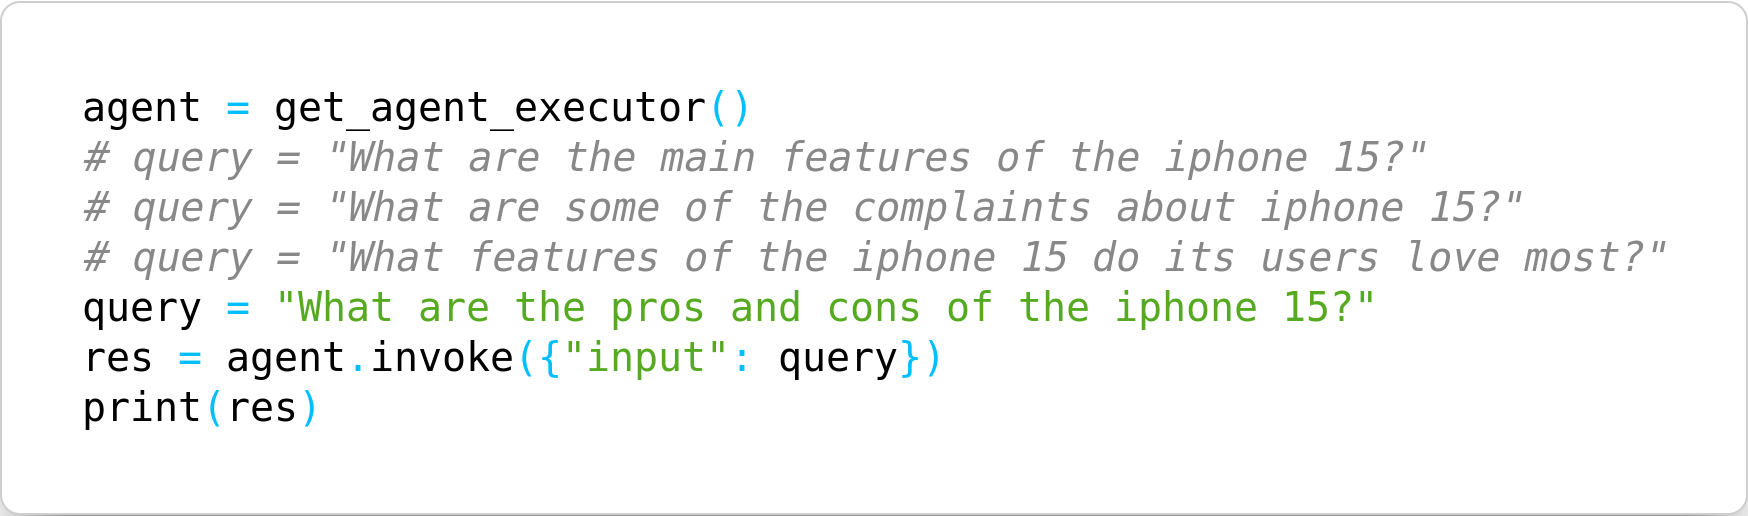 agent = get_agent_executor()
# query = "What are the main features of the iphone 15?"
# query = "What are some of the complaints about iphone 15?"
# query = "What features of the iphone 15 do its users love most?"
query = "What are the pros and cons of the iphone 15?"
res = agent.invoke({"input": query})
print(res)